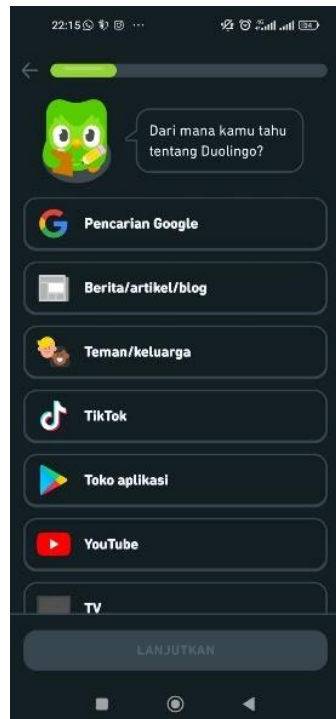 22:15
Dari mana kamu tahu
tentang Duolingo?
Pencarian Google
Berita/artikel/blog
Teman/keluarga
TikTok
Toko aplikasi
YouTube
TV
LANJUTKAN